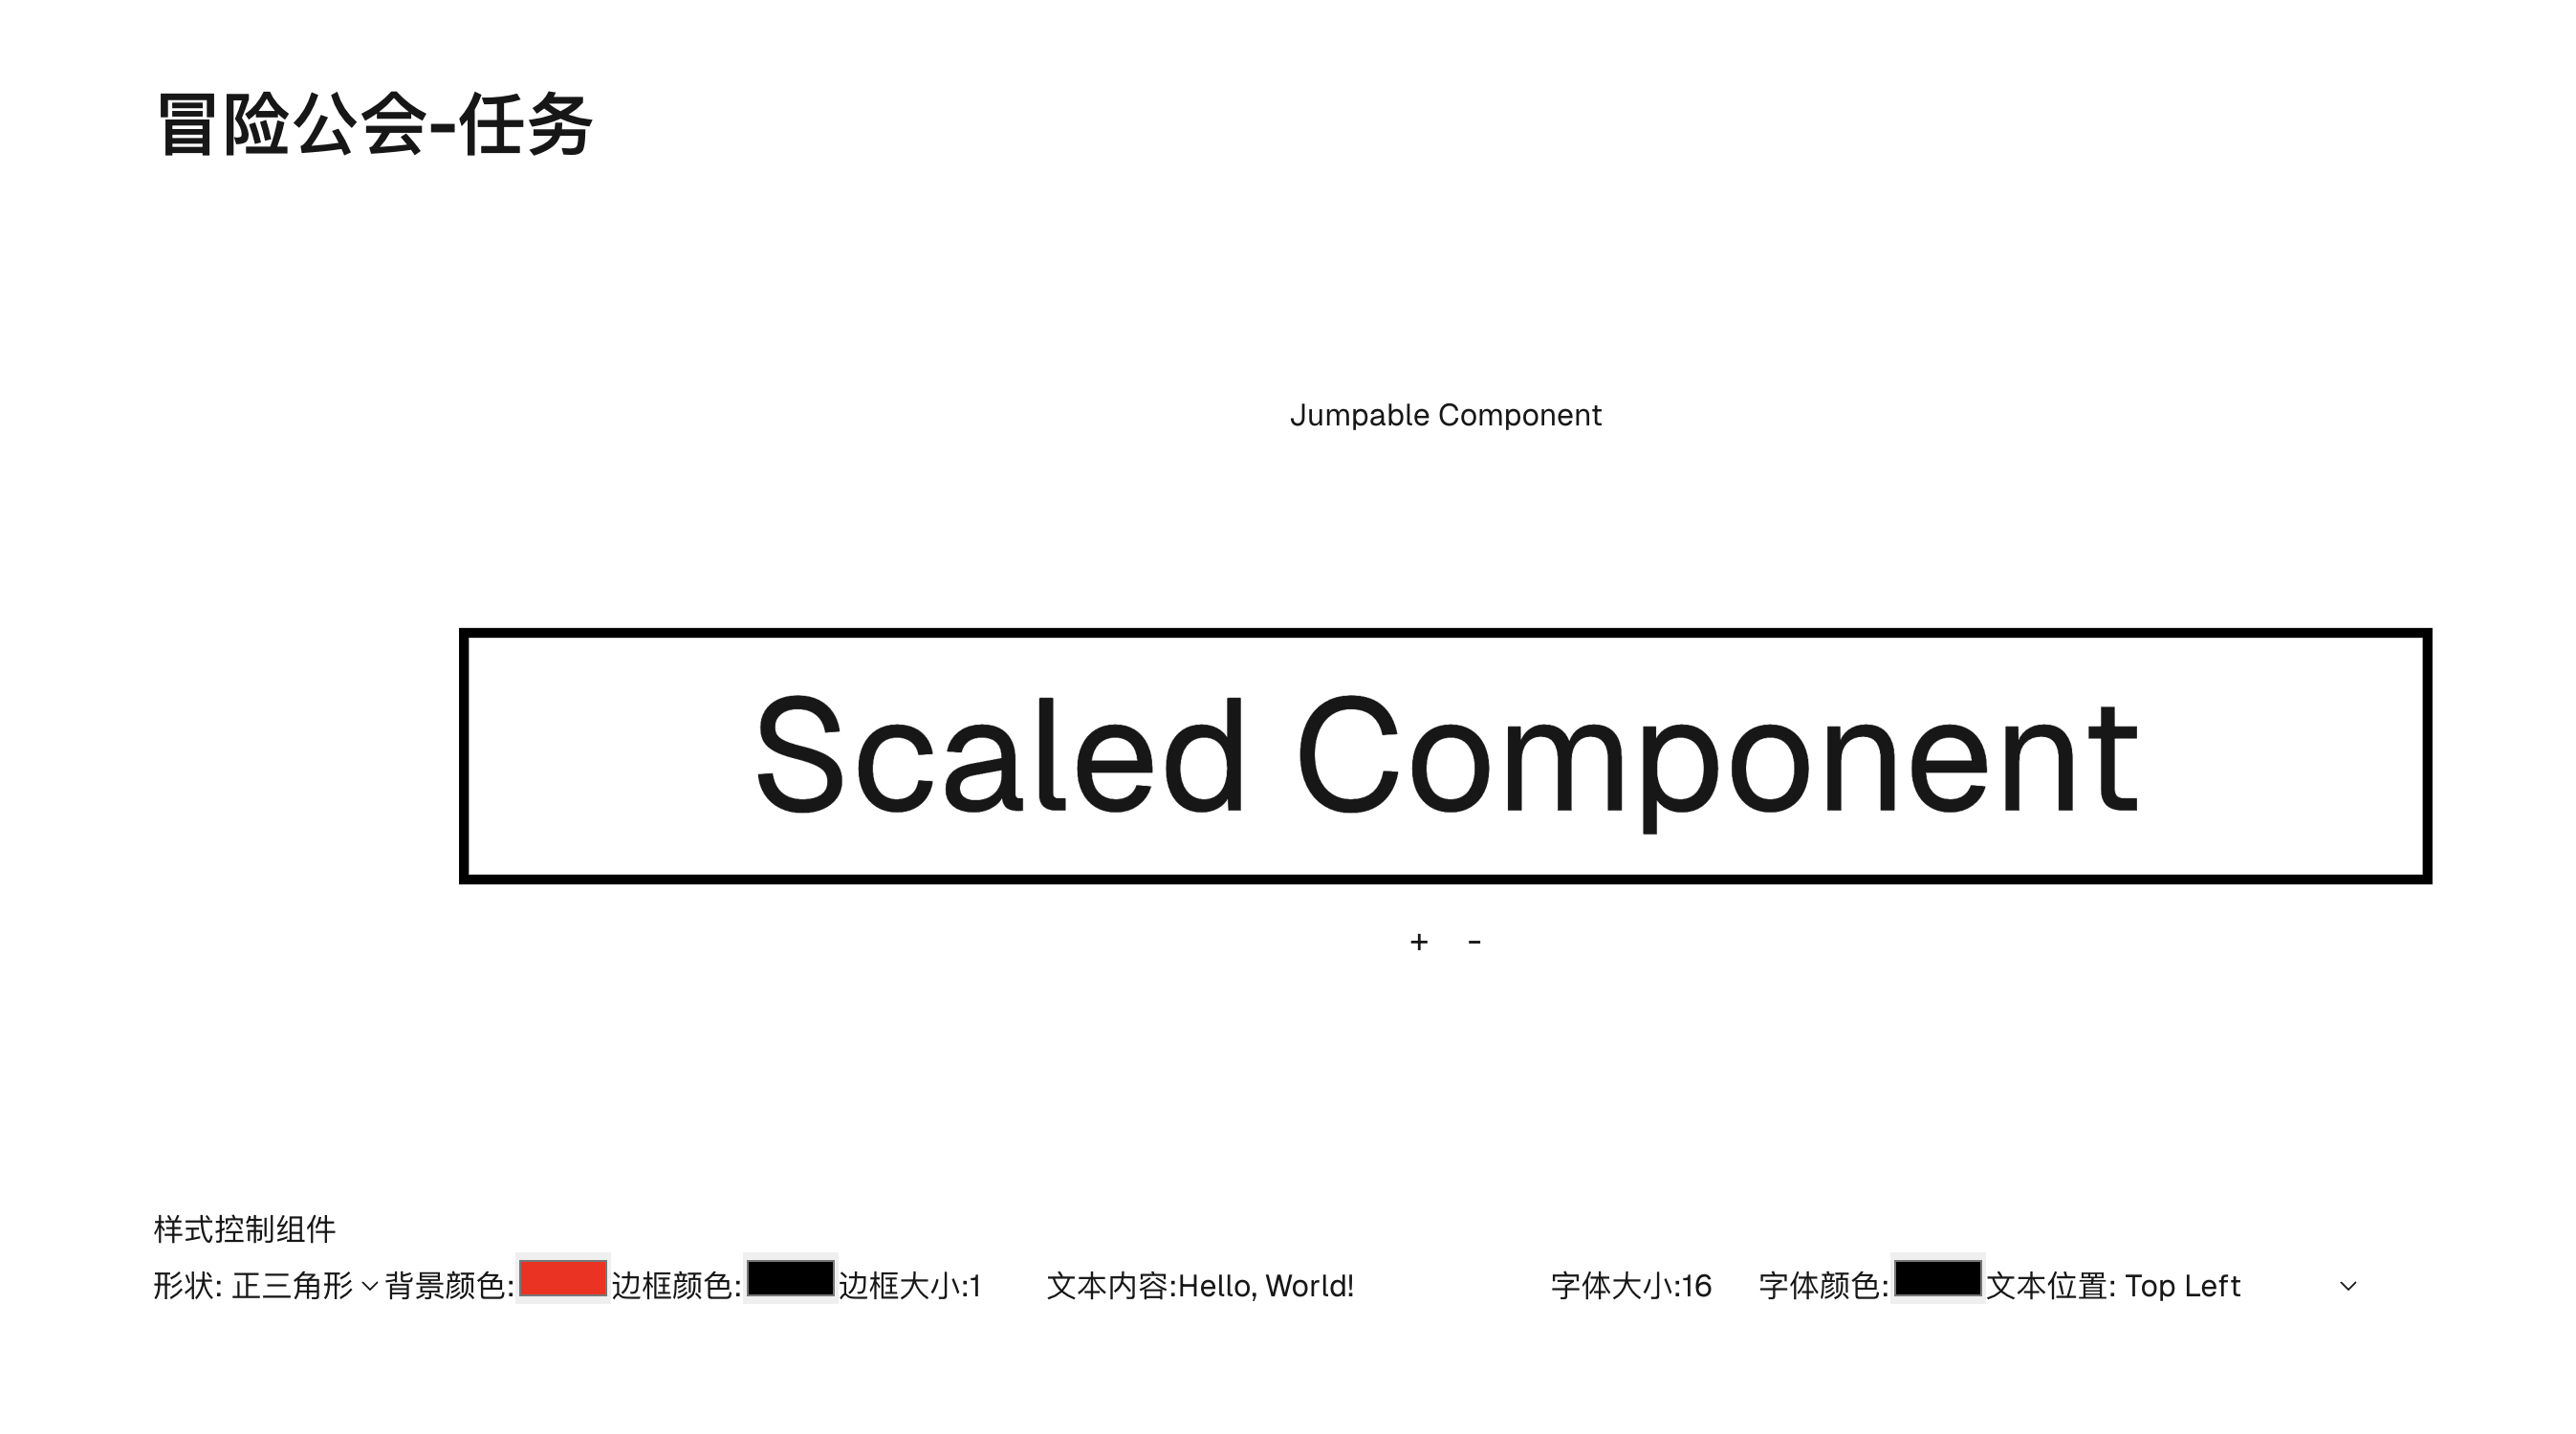 冒险公会-任务
Jumpable Component
Scaled Component
+ -
样式控制组件
形状: 正三角形 背景颜色: 边框颜色: 边框大小:1 文本内容:Hello, World! 字体大小:16 字体颜色: 文本位置: Top Left